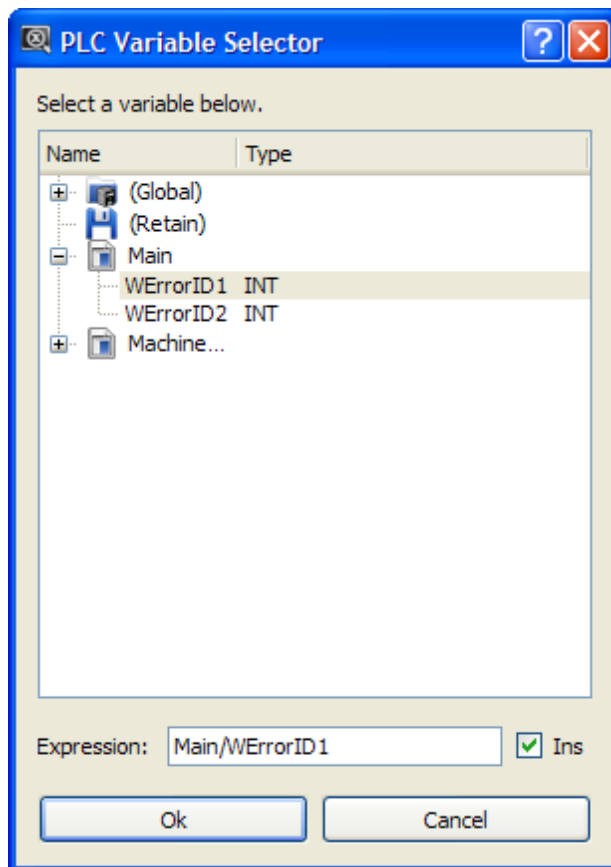 PLC Variable Selector
Select a variable below.
Name Type
(Global)
(Retain)
Main
WErrorID1 INT
WErrorID2 INT
Machine...
Expression: Main/WErrorID1 Ins
Ok Cancel